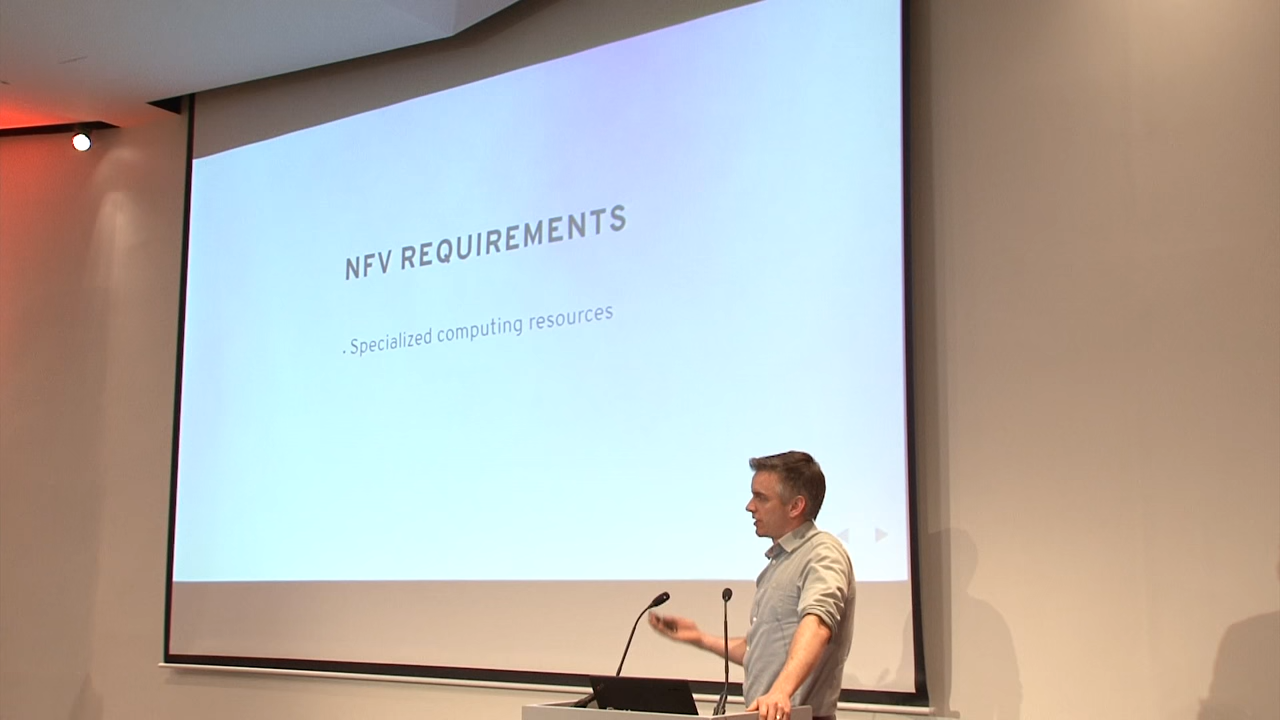 NFV REQUIREMENTS
· Specialized computing resources